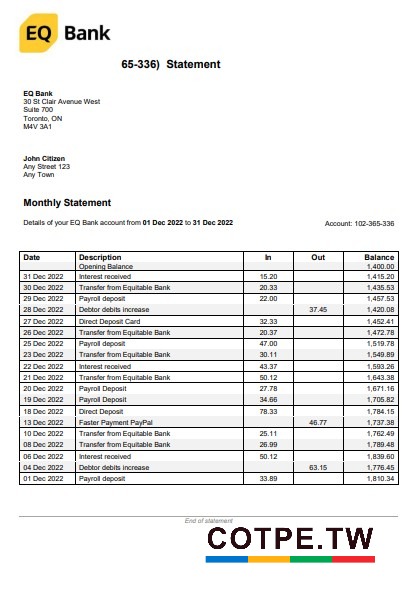 EQ Bank
65-336) Statement
EQ Bank
30 St Clair Avenue West
Suite 700
Toronto, ON
M4V 3A1
John Citizen
Any Street 123
Any Town
Monthly Statement
Details of your EQ Bank account from 01 Dec 2022 to 31 Dec 2022 Account: 102-365-336
Date Description In Out Balance
Opening Balance 1,400.00
31 Dec 2022 Interest received 15.20 1,415.20
30 Dec 2022 Transfer from Equitable Bank 20.33 1,435.53
29 Dec 2022 Payroll deposit 22.00 1,457.53
28 Dec 2022 Debtor debits increase 37.45 1,420.08
27 Dec 2022 Direct Deposit Card 32.33 1,452.41
26 Dec 2022 Transfer from Equitable Bank 20.37 1,472.78
25 Dec 2022 Payroll deposit 47.00 1,519.78
23 Dec 2022 Transfer from Equitable Bank 30.11 1,549.89
22 Dec 2022 Interest received 43.37 1,593.26
21 Dec 2022 Transfer from Equitable Bank 50.12 1,643.38
20 Dec 2022 Payroll Deposit 27.78 1,671.16
19 Dec 2022 Payroll Deposit 34.66 1,705.82
18 Dec 2022 Direct Deposit 78.33 1,784.15
13 Dec 2022 Faster Payment PayPal 46.77 1,737.38
10 Dec 2022 Transfer from Equitable Bank 25.11 1,762.49
08 Dec 2022 Transfer from Equitable Bank 26.99 1,789.48
06 Dec 2022 Interest received 50.12 1,839.60
04 Dec 2022 Debtor debits increase 63.15 1,776.45
01 Dec 2022 Payroll deposit 33.89 1,810.34
End of statement
COTPE.TW